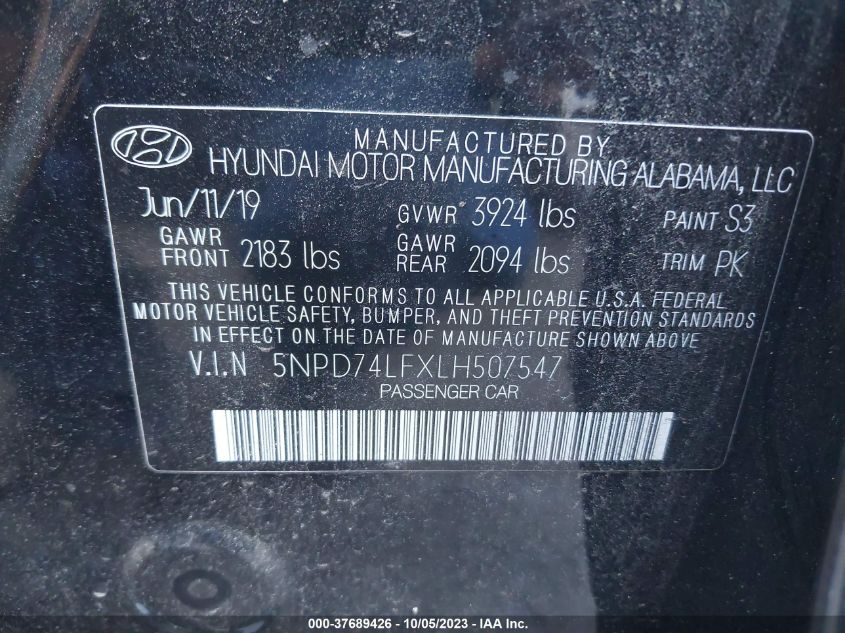 MANUFACTURED BY
HYUNDAI MOTOR MANUFACTURING ALABAMA, LLC
Jun/11/19 GVWR 3924 lbs PAINT S3
GAWR FRONT 2183 lbs GAWR REAR 2094 lbs TRIM PK
THIS VEHICLE CONFORMS TO ALL APPLICABLE U.S.A. FEDERAL
MOTOR VEHICLE SAFETY, BUMPER, AND THEFT PREVENTION STANDARDS
IN EFFECT ON THE DATE OF MANUFACTURE SHOWN ABOVE
V.I.N 5NPD74LFXLH507547
PASSENGER CAR
000-37689426 - 10/05/2023 - IAA Inc.